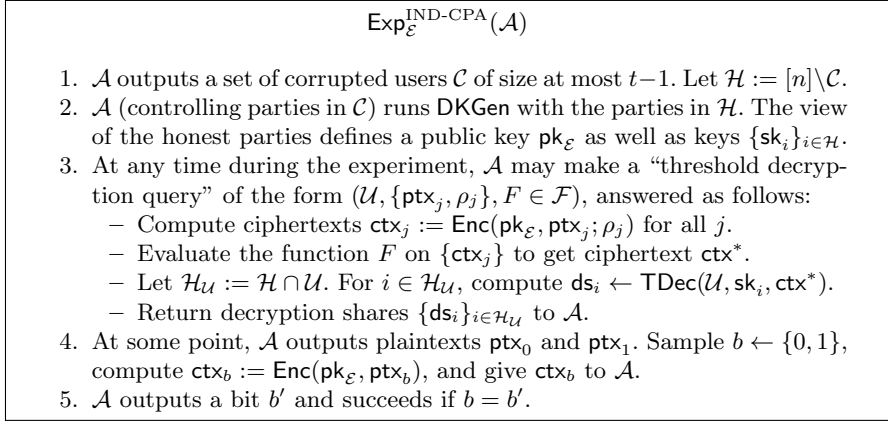 Exp_ℰ^{IND-CPA}(𝒜)
1. 𝒜 outputs a set of corrupted users 𝒞 of size at most t−1. Let ℋ := [n]\𝒞.
2. 𝒜 (controlling parties in 𝒞) runs DKGen with the parties in ℋ. The view
of the honest parties defines a public key pk_ℰ as well as keys {sk_i}_{i∈ℋ}.
3. At any time during the experiment, 𝒜 may make a “threshold decryp-
tion query” of the form (𝒰, {ptx_j, ρ_j}, F ∈ ℱ), answered as follows:
– Compute ciphertexts ctx_j := Enc(pk_ℰ, ptx_j; ρ_j) for all j.
– Evaluate the function F on {ctx_j} to get ciphertext ctx*.
– Let ℋ_𝒰 := ℋ ∩ 𝒰. For i ∈ ℋ_𝒰, compute ds_i ← TDec(𝒰, sk_i, ctx*).
– Return decryption shares {ds_i}_{i∈ℋ_𝒰} to 𝒜.
4. At some point, 𝒜 outputs plaintexts ptx_0 and ptx_1. Sample b ← {0, 1},
compute ctx_b := Enc(pk_ℰ, ptx_b), and give ctx_b to 𝒜.
5. 𝒜 outputs a bit b′ and succeeds if b = b′.